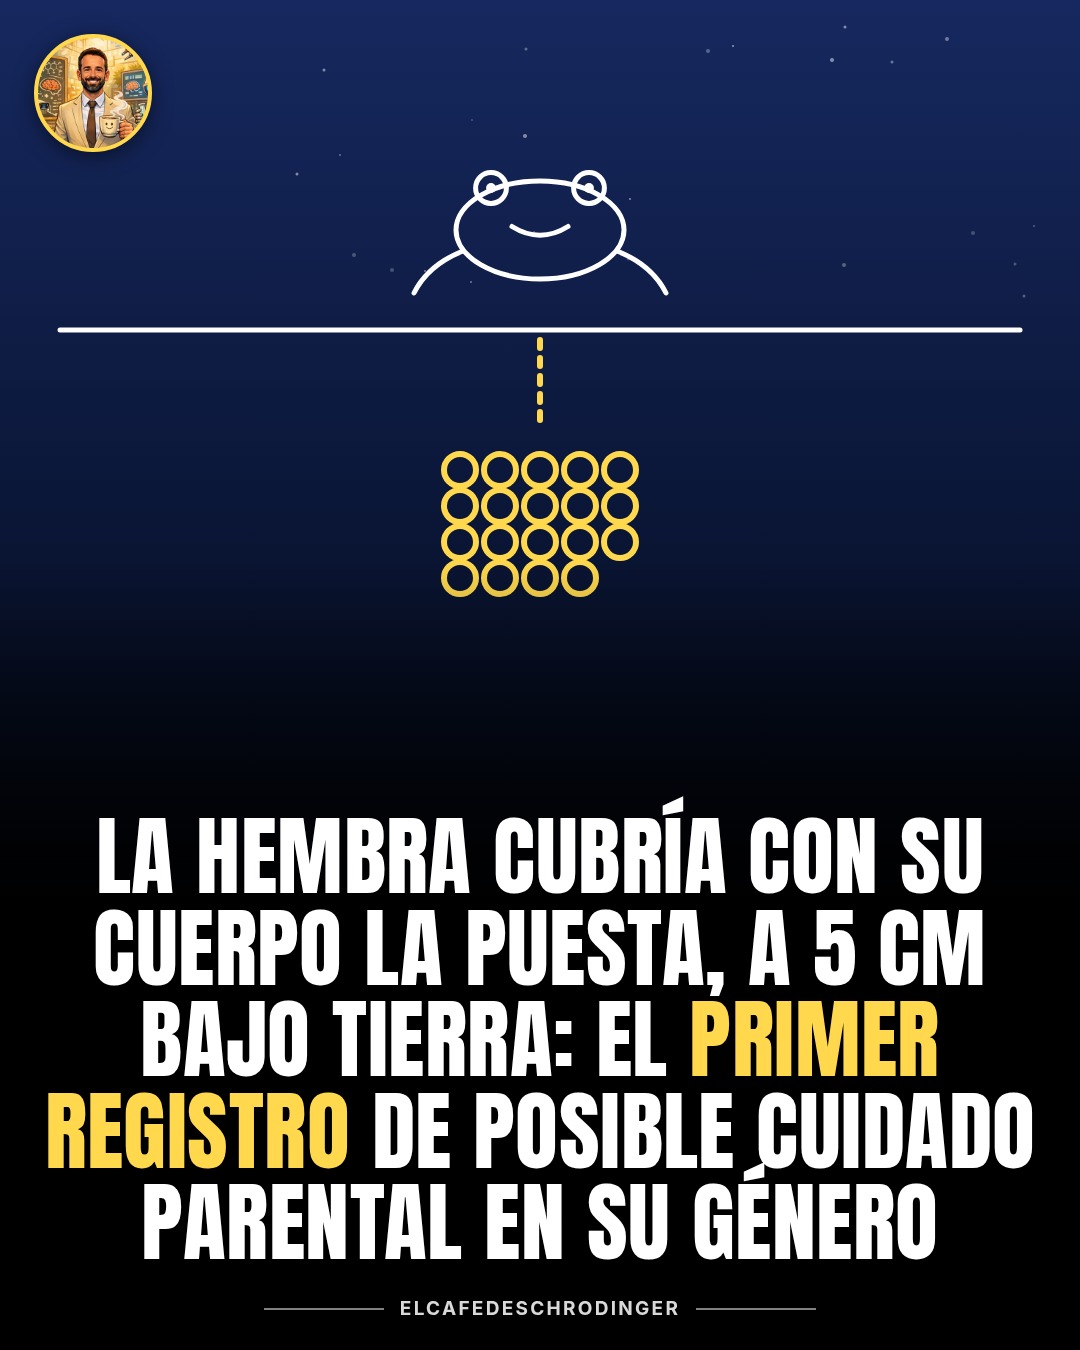 LA HEMBRA CUBRÍA CON SU
CUERPO LA PUESTA, A 5 CM
BAJO TIERRA: EL PRIMER
REGISTRO DE POSIBLE CUIDADO
PARENTAL EN SU GÉNERO
ELCAFEDESCHRODINGER